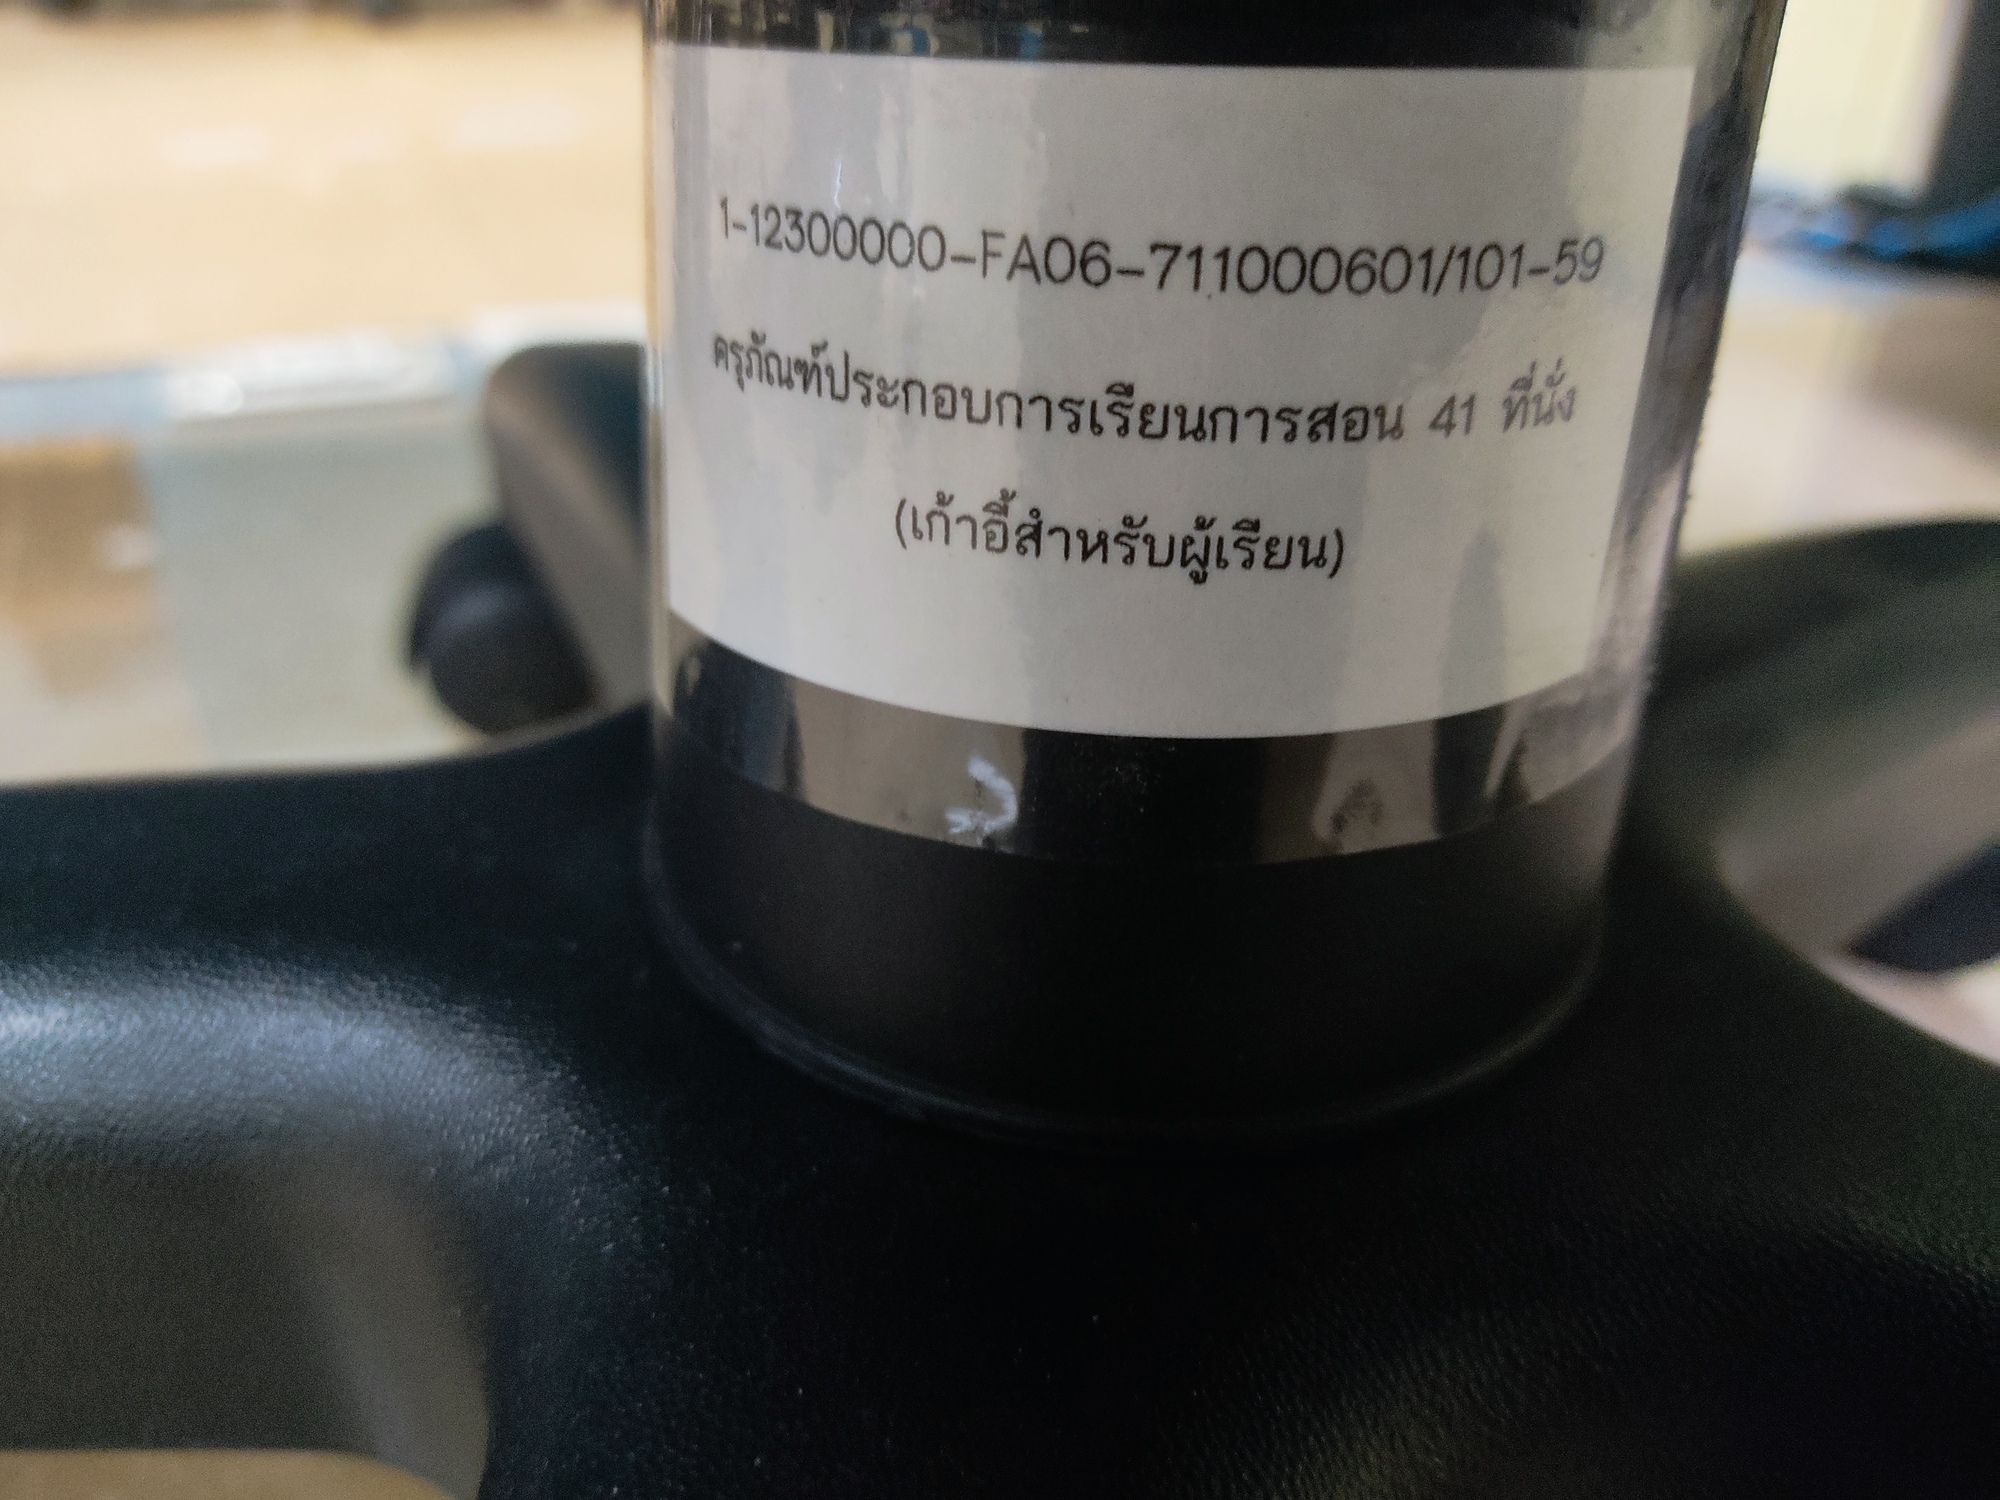 1-12300000-FA06-711000601/101-59
ครุภัณฑ์ประกอบการเรียนการสอน 41 ที่นั่ง
(เก้าอี้สำหรับผู้เรียน)